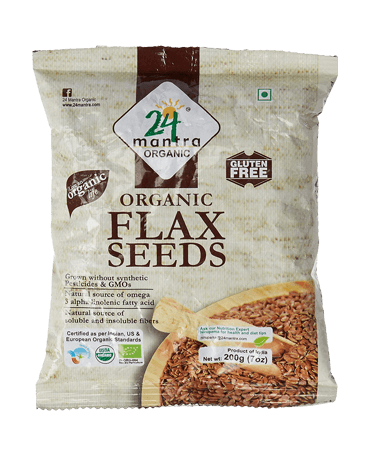 24 Mantra Organic
www.24mantra.com
24
mantra
ORGANIC
GLUTEN
FREE
organic
life
ORGANIC
FLAX
SEEDS
Grown without synthetic
Pesticides & GMOs
Natural source of omega
3 alpha linolenic fatty acid
Natural source of
soluble and insoluble fibers
Certified as per Indian, US &
European Organic Standards
USDA
ORGANIC
Ask our Nutrition Expert
for health and diet tips
@24mantra.com
Product of India
Net wt: 200g (7oz)